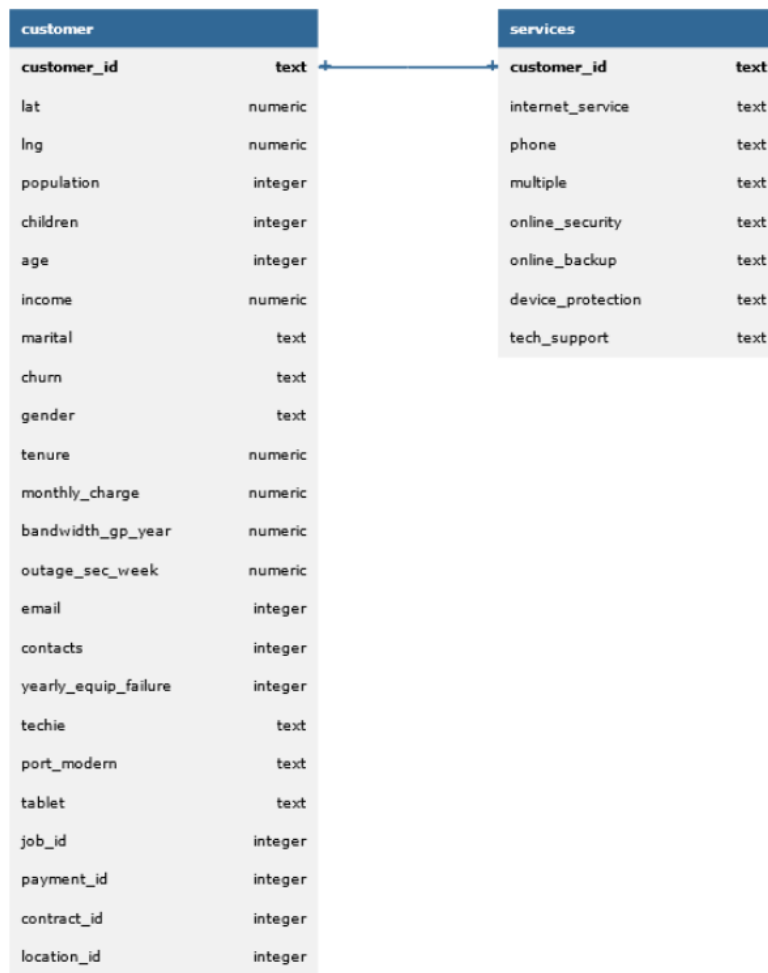 customer
customer_id text
lat numeric
lng numeric
population integer
children integer
age integer
income numeric
marital text
churn text
gender text
tenure numeric
monthly_charge numeric
bandwidth_gp_year numeric
outage_sec_week numeric
email integer
contacts integer
yearly_equip_failure integer
techie text
port_modern text
tablet text
job_id integer
payment_id integer
contract_id integer
location_id integer
services
customer_id text
internet_service text
phone text
multiple text
online_security text
online_backup text
device_protection text
tech_support text